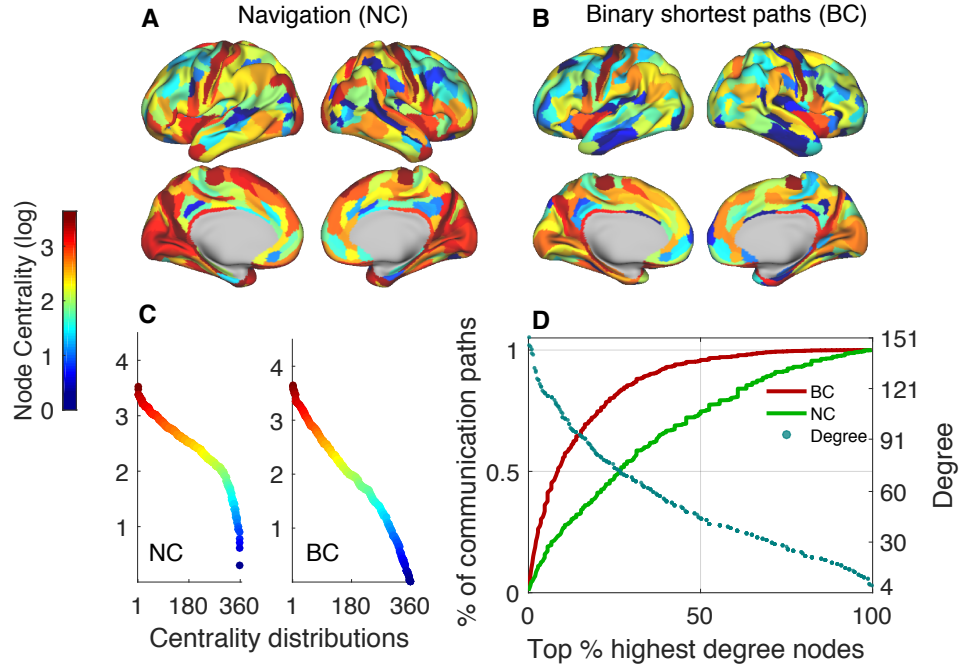 A Navigation (NC)
B Binary shortest paths (BC)
Node Centrality (log)
3
2
1
0
C
4
3
2
1
NC
1 180 360
4
3
2
1
BC
1 180 360
Centrality distributions
D
% of communication paths
1
0.5
0
BC
NC
Degree
151
121
91
60
30
4
Degree
0 50 100
Top % highest degree nodes